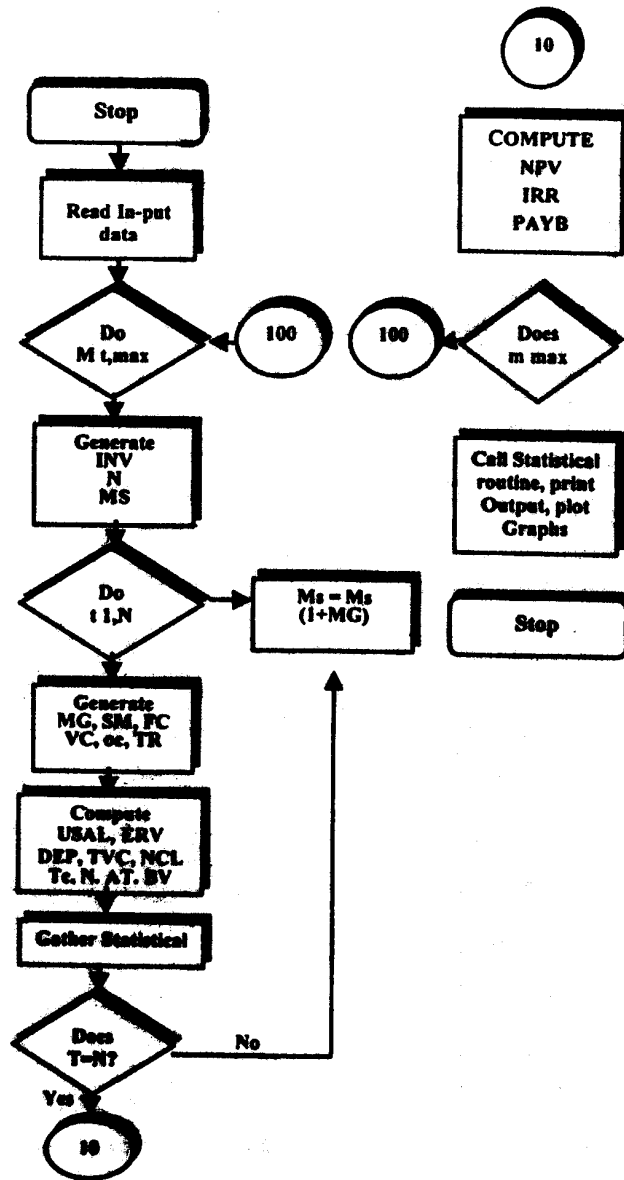 Stop
Read In-put
data
Do
M t,max
100
Generate
INV
N
MS
Do
t 1,N
Ms = Ms
(1+MG)
Generate
MG, SM, FC
VC, oc, TR
Compute
USAL, ERV
DEP, TVC, NCL
Tc. N. AT. BV
Gother Statistical
Does
T=N?
No
Yes
10
10
COMPUTE
NPV
IRR
PAYB
100
Does
m max
Call Statistical
routine, print
Output, plot
Graphs
Stop